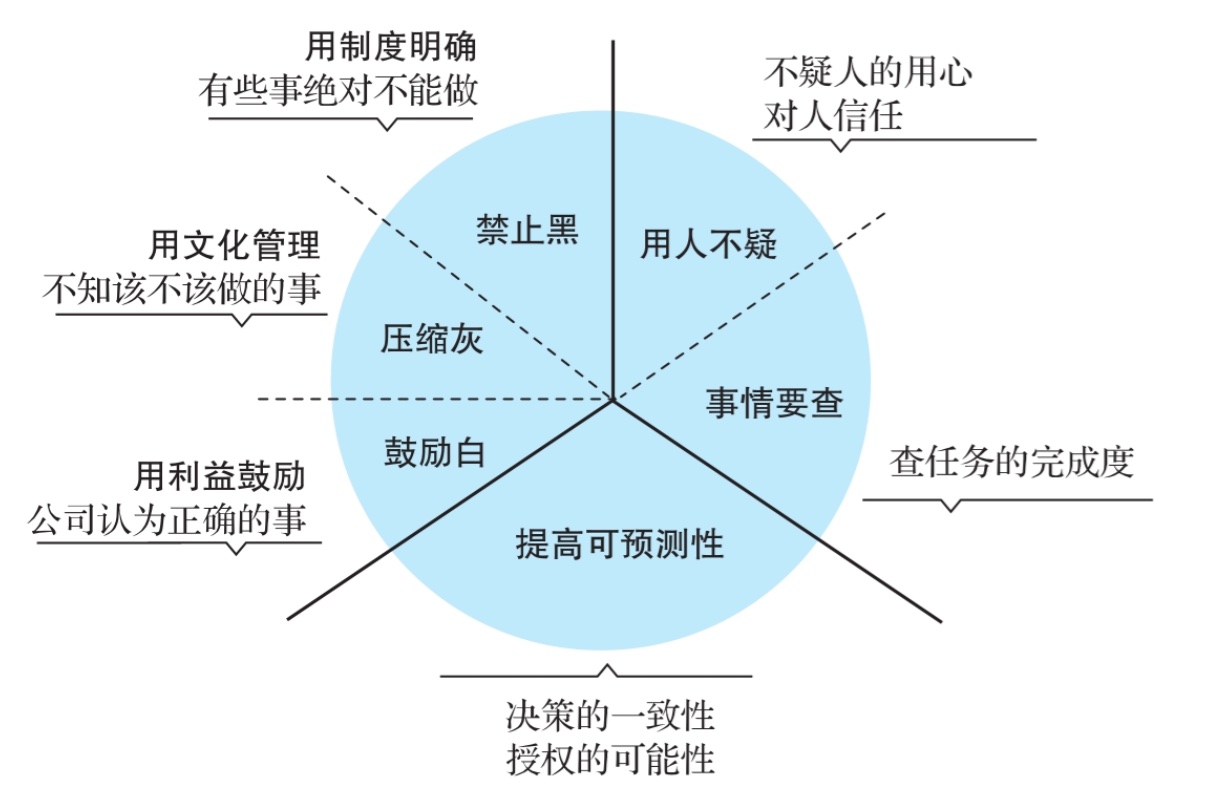 用制度明确
有些事绝对不能做
不疑人的用心
对人信任
禁止黑
用人不疑
用文化管理
不知该不该做的事
压缩灰
事情要查
鼓励白
用利益鼓励
公司认为正确的事
查任务的完成度
提高可预测性
决策的一致性
授权的可能性